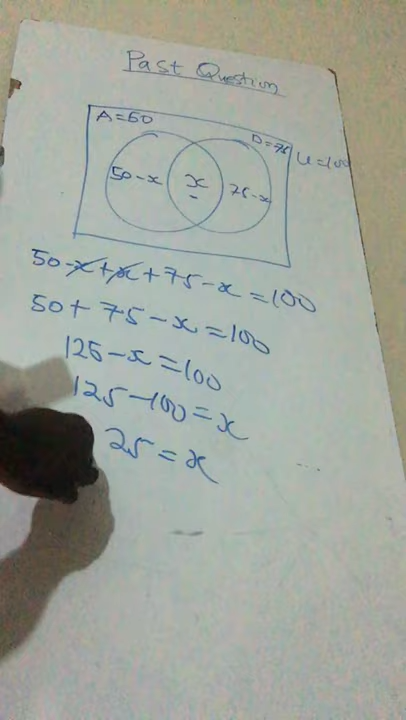 Past Question
A=50
D=75
U=100
50-x
x
75-x
50-x+x+75-x=100
50+75-x=100
125-x=100
125-100=x
25=x